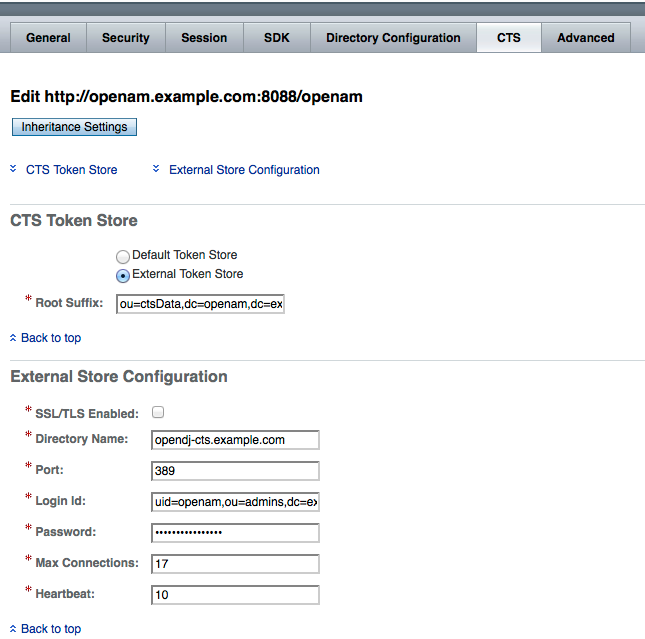 General Security Session SDK Directory Configuration CTS Advanced
Edit http://openam.example.com:8088/openam
Inheritance Settings
CTS Token Store External Store Configuration
CTS Token Store
Default Token Store
External Token Store
* Root Suffix: ou=ctsData,dc=openam,dc=ex
Back to top
External Store Configuration
* SSL/TLS Enabled:
* Directory Name: opendj-cts.example.com
* Port: 389
* Login Id: uid=openam,ou=admins,dc=ex
* Password: ••••••••••••••••
* Max Connections: 17
* Heartbeat: 10
Back to top